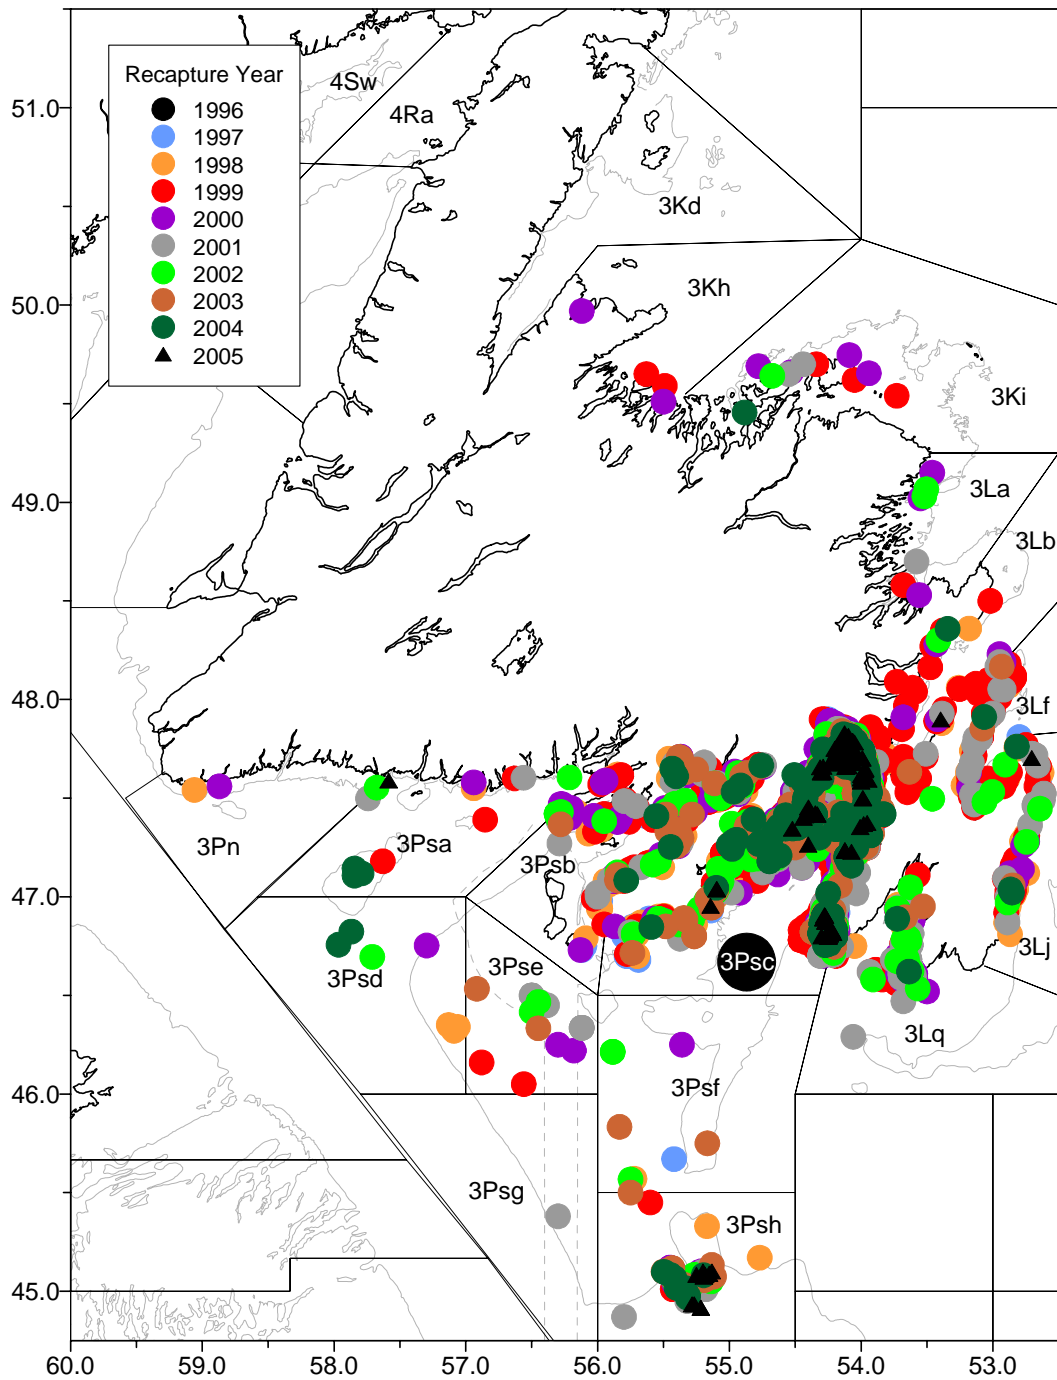 Recapture Year
1996
1997
1998
1999
2000
2001
2002
2003
2004
2005
4Sw
4Ra
3Kd
3Kh
3Ki
3La
3Lb
3Lf
3Pn
3Psa
3Psb
3Psc
3Psd
3Pse
3Lj
3Lq
3Psf
3Psg
3Psh
51.0
50.0
49.0
48.0
47.0
46.0
45.0
60.0 59.0 58.0 57.0 56.0 55.0 54.0 53.0